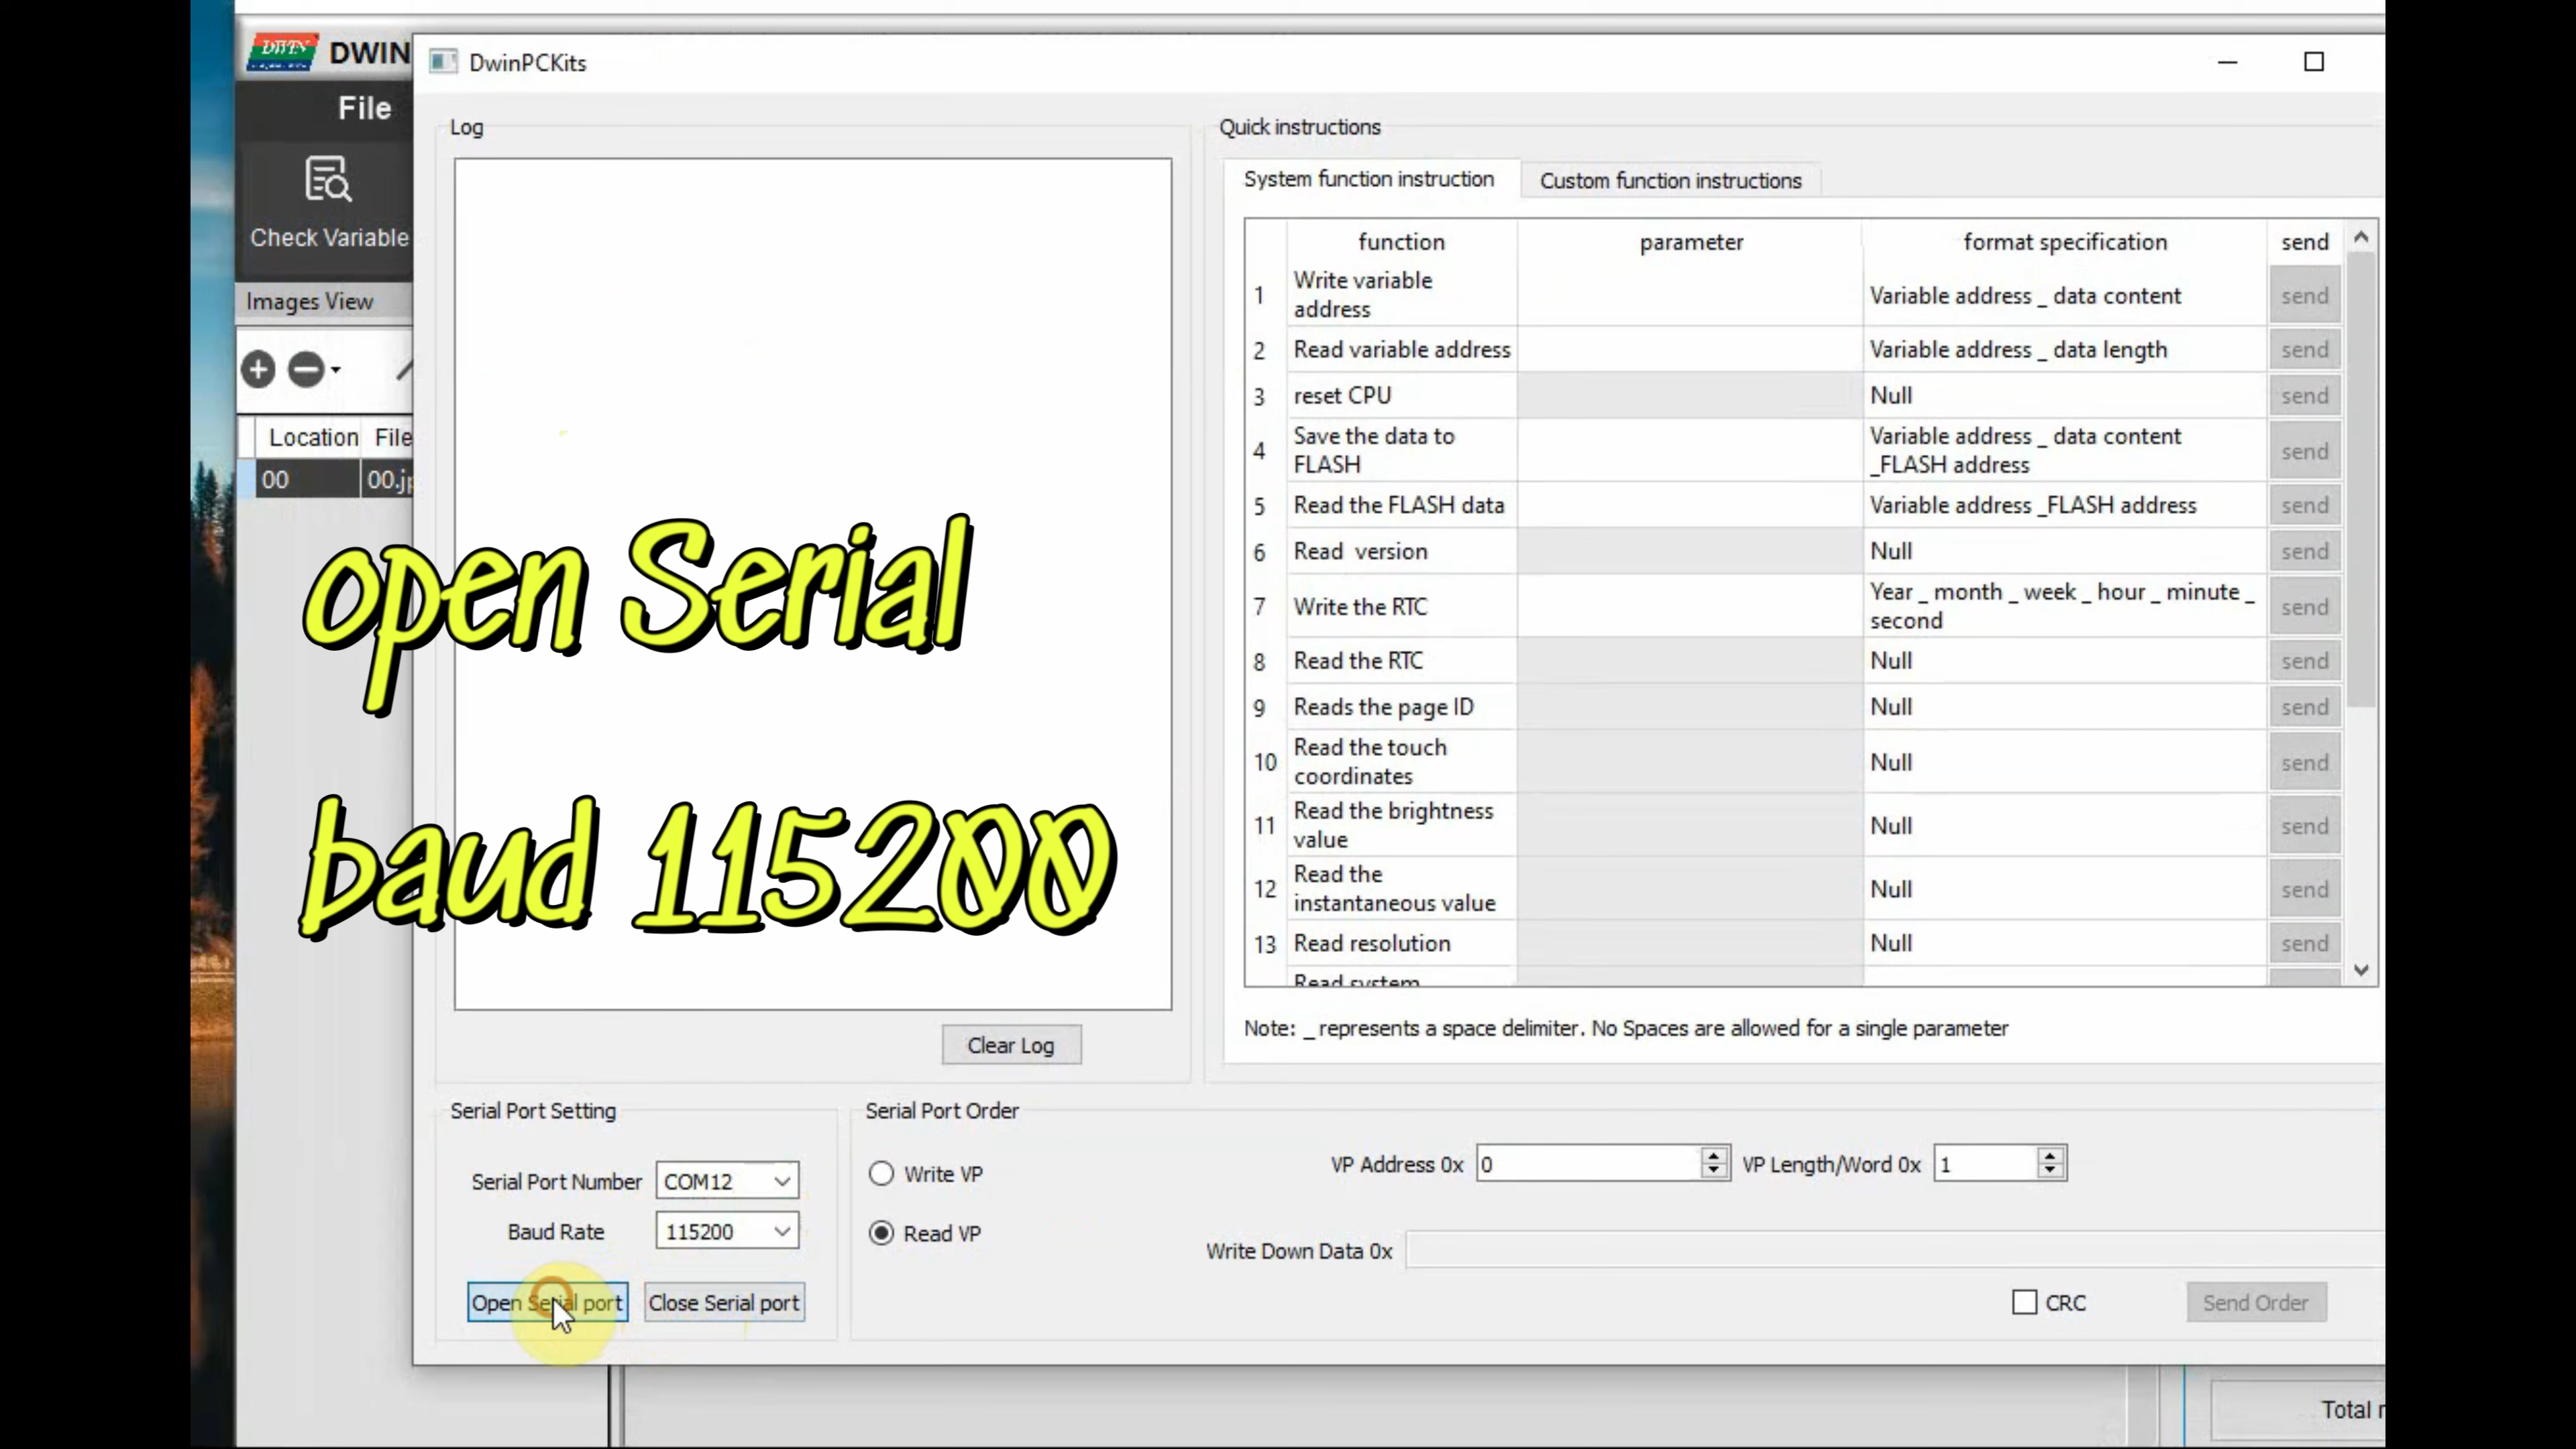 DWIN DWIN
DwinPCKits
File
Check Variable
Images View
Location File
00 00.jp
Log
open Serial
baud 115200
Clear Log
Quick instructions
System function instruction Custom function instructions
function parameter format specification send
1 Write variable address Variable address _ data content send
2 Read variable address Variable address _ data length send
3 reset CPU Null send
4 Save the data to FLASH Variable address _ data content _FLASH address send
5 Read the FLASH data Variable address _FLASH address send
6 Read version Null send
7 Write the RTC Year _ month _ week _ hour _ minute _ second send
8 Read the RTC Null send
9 Reads the page ID Null send
10 Read the touch coordinates Null send
11 Read the brightness value Null send
12 Read the instantaneous value Null send
13 Read resolution Null send
Read system
Note: _ represents a space delimiter. No Spaces are allowed for a single parameter
Serial Port Setting
Serial Port Number COM12
Baud Rate 115200
Open Serial port Close Serial port
Serial Port Order
Write VP
Read VP
VP Address 0x 0 VP Length/Word 0x 1
Write Down Data 0x
CRC Send Order
Total